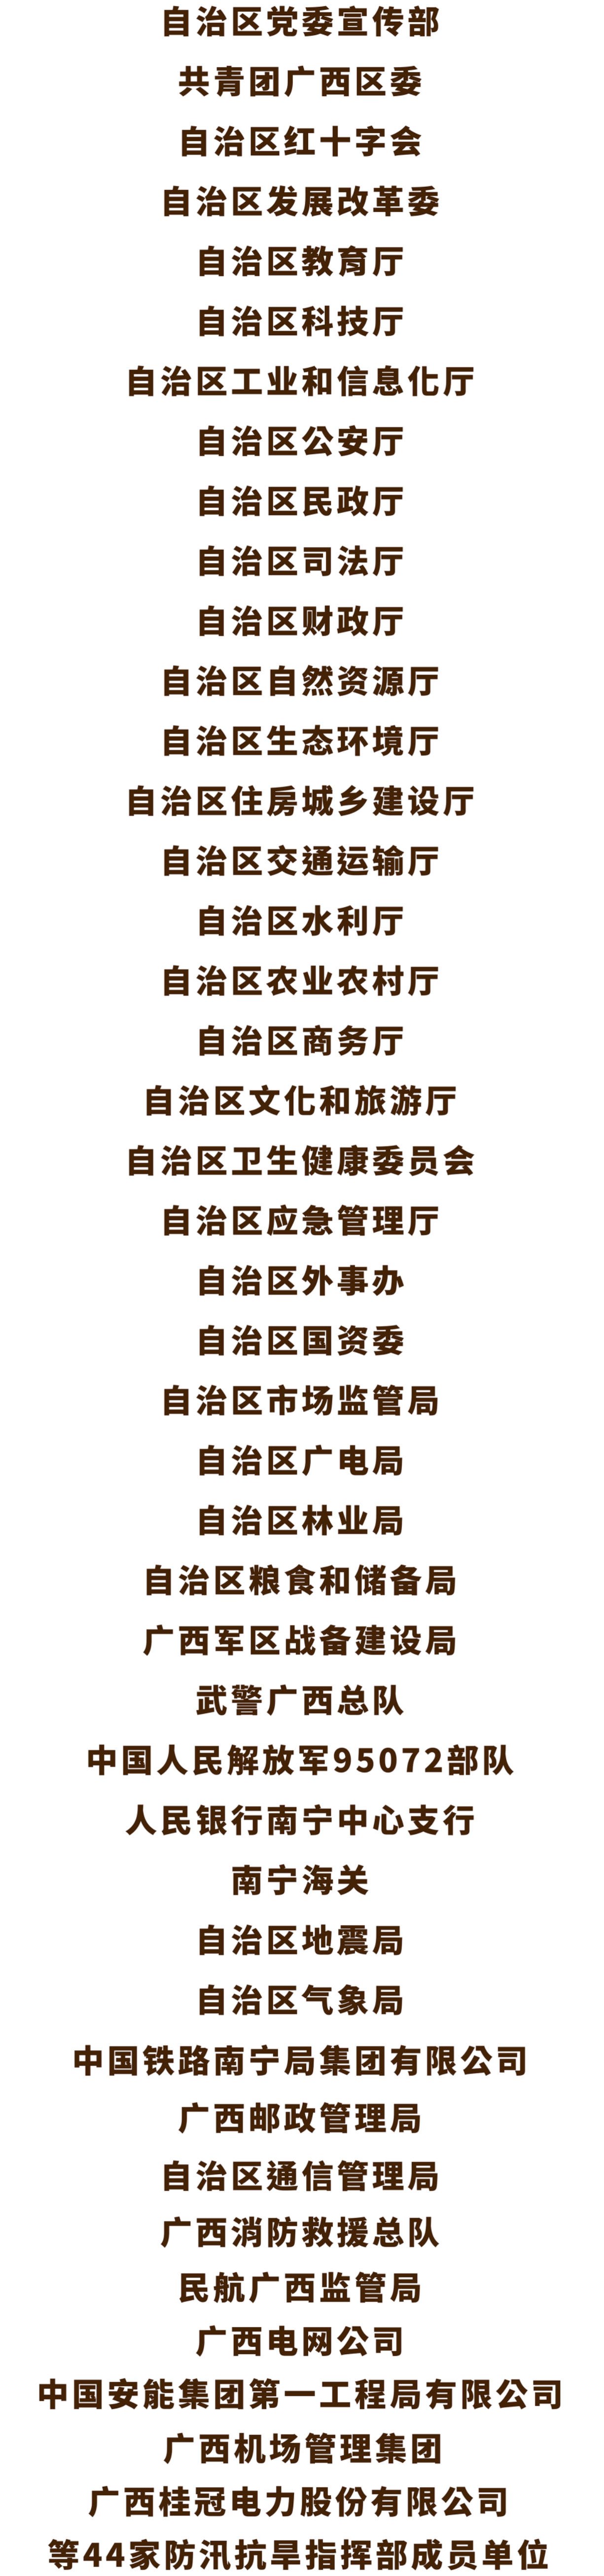 自治区党委宣传部
共青团广西区委
自治区红十字会
自治区发展改革委
自治区教育厅
自治区科技厅
自治区工业和信息化厅
自治区公安厅
自治区民政厅
自治区司法厅
自治区财政厅
自治区自然资源厅
自治区生态环境厅
自治区住房城乡建设厅
自治区交通运输厅
自治区水利厅
自治区农业农村厅
自治区商务厅
自治区文化和旅游厅
自治区卫生健康委员会
自治区应急管理厅
自治区外事办
自治区国资委
自治区市场监管局
自治区广电局
自治区林业局
自治区粮食和储备局
广西军区战备建设局
武警广西总队
中国人民解放军95072部队
人民银行南宁中心支行
南宁海关
自治区地震局
自治区气象局
中国铁路南宁局集团有限公司
广西邮政管理局
自治区通信管理局
广西消防救援总队
民航广西监管局
广西电网公司
中国安能集团第一工程局有限公司
广西机场管理集团
广西桂冠电力股份有限公司
等44家防汛抗旱指挥部成员单位